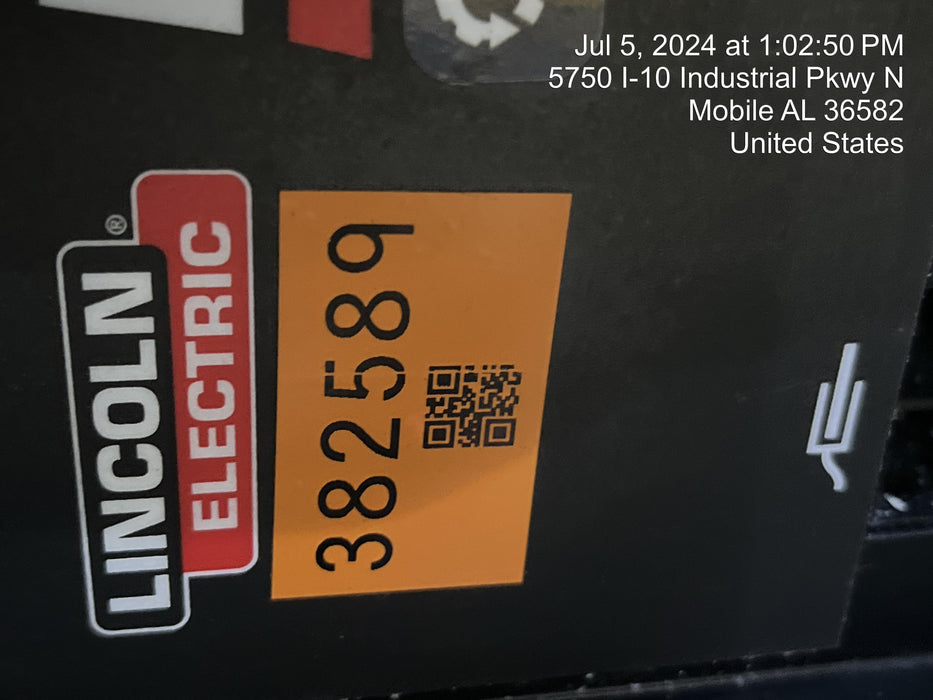 Jul 5, 2024 at 1:02:50 PM
5750 I-10 Industrial Pkwy N
Mobile AL 36582
United States
LINCOLN®
ELECTRIC
382589